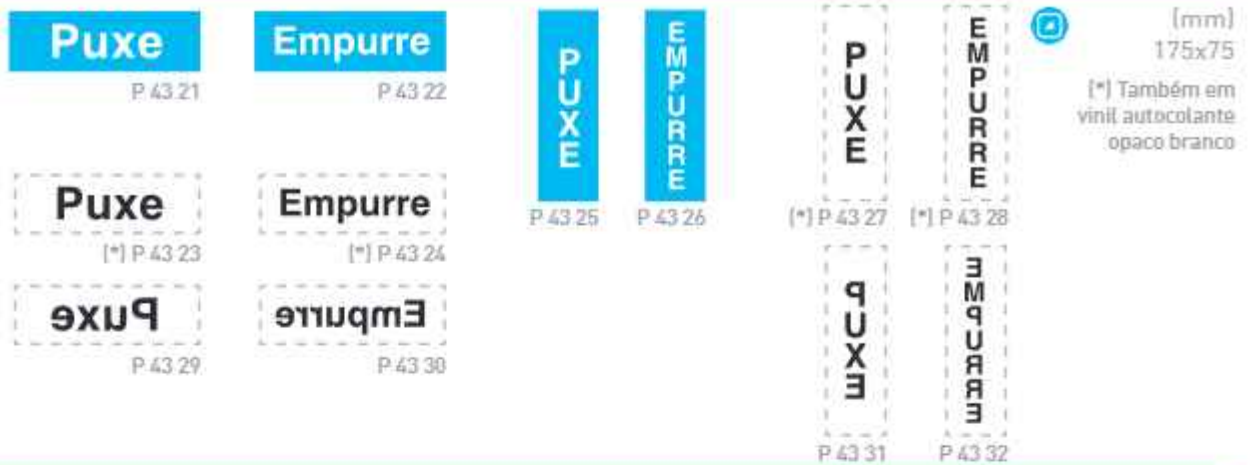 Puxe
P 43 21
Empurre
P 43 22
Puxe
(*) P 43 23
Empurre
(*) P 43 24
Puxe
P 43 29
Empurre
P 43 30
PUXE
P 43 25
EMPURRE
P 43 26
PUXE
(*) P 43 27
EMPURRE
(*) P 43 28
PUXE
P 43 31
EMPURRE
P 43 32
(mm)
175x75
(*) Também em
vinil autocolante
opaco branco